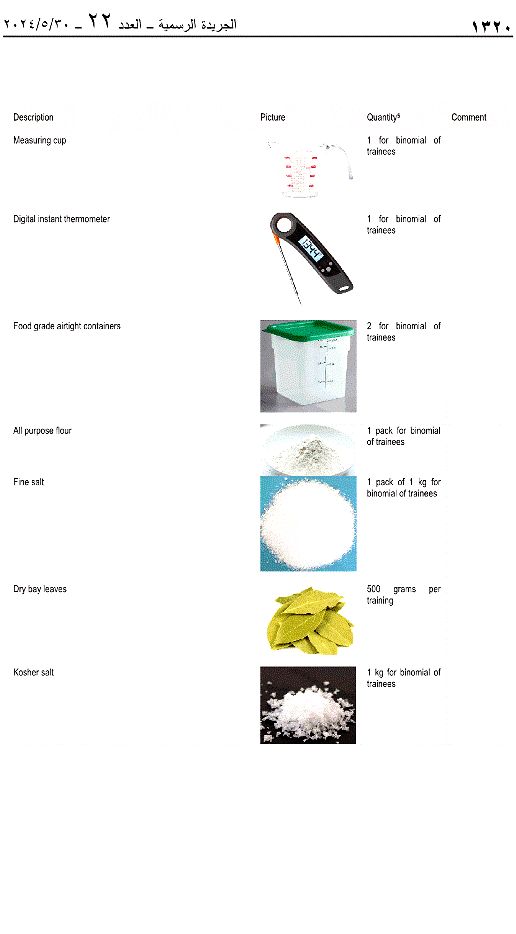 ١٣٢٠ الجريدة الرسمية ـ العدد ٢٢ ـ ٢٠٢٤/٥/٣٠
Description Picture Quantity⁵ Comment
Measuring cup 1 for binomial of
trainees
Digital instant thermometer 1 for binomial of
trainees
Food grade airtight containers 2 for binomial of
trainees
All purpose flour 1 pack for binomial
of trainees
Fine salt 1 pack of 1 kg for
binomial of trainees
Dry bay leaves 500 grams per
training
Kosher salt 1 kg for binomial of
trainees